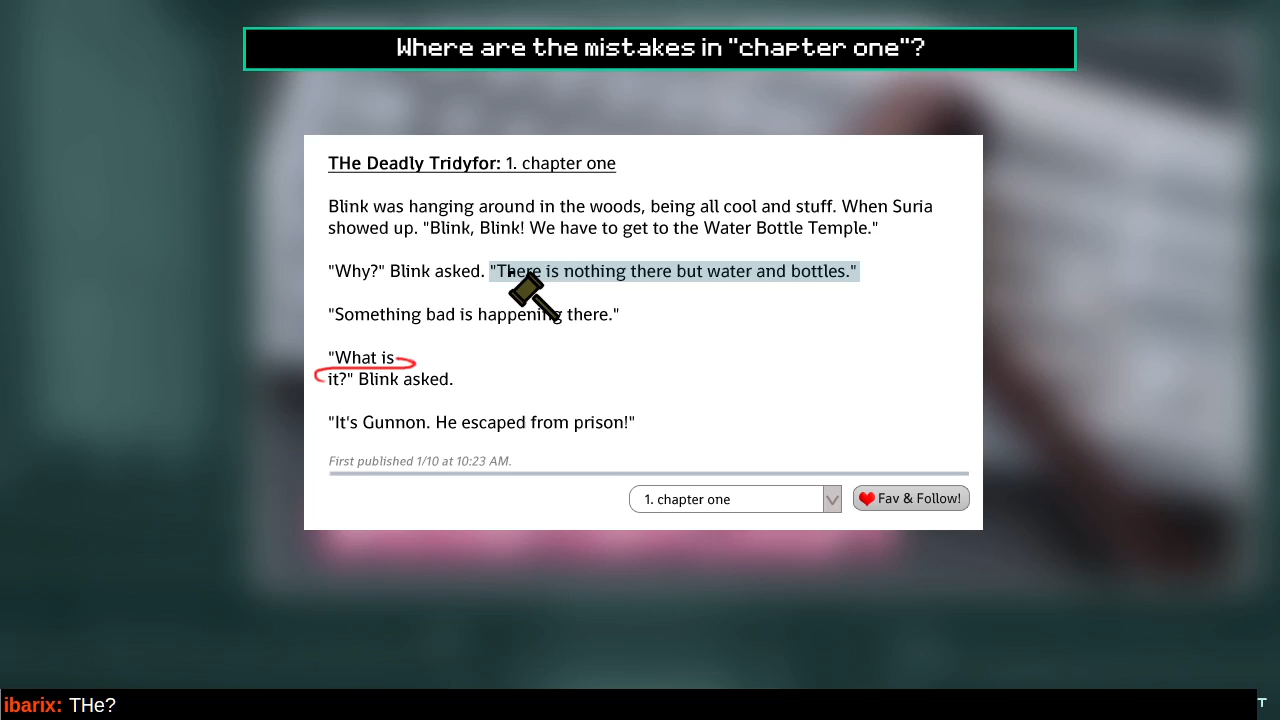 Where are the mistakes in "chapter one"?
THe Deadly Tridyfor: 1. chapter one
Blink was hanging around in the woods, being all cool and stuff. When Suria
showed up. "Blink, Blink! We have to get to the Water Bottle Temple."
"Why?" Blink asked. "There is nothing there but water and bottles."
"Something bad is happening there."
"What is
it?" Blink asked.
"It's Gunnon. He escaped from prison!"
First published 1/10 at 10:23 AM.
1. chapter one
Fav & Follow!
ibarix: THe?
T